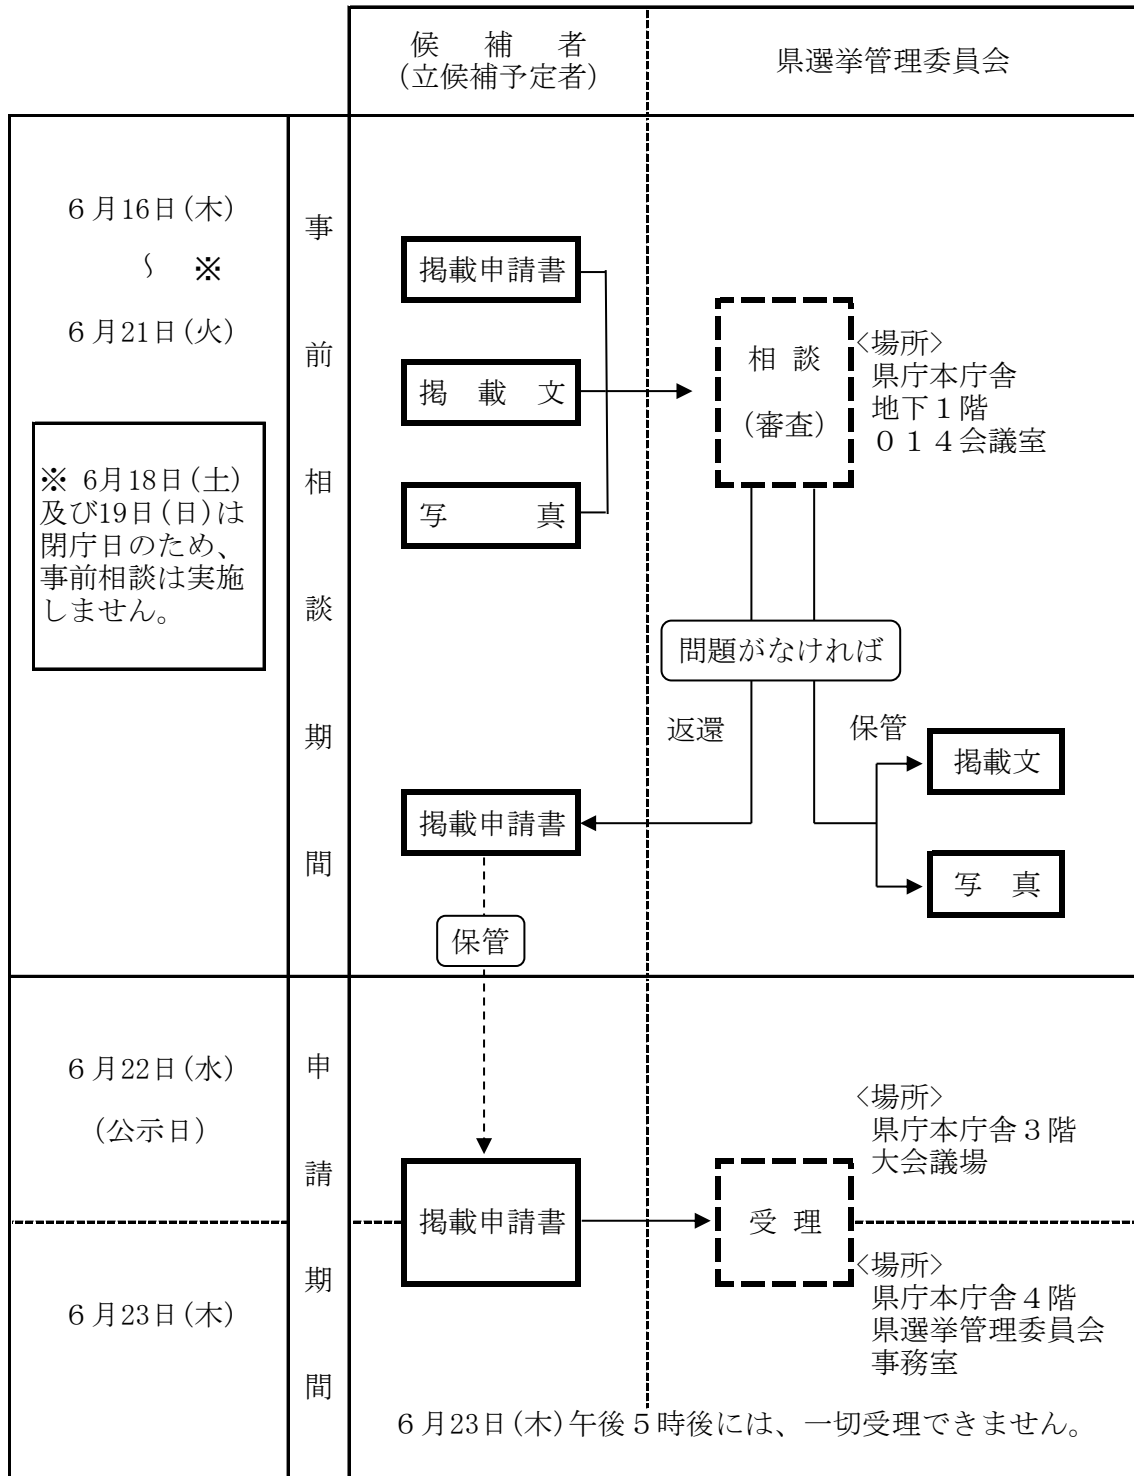 候　補　者
(立候補予定者)
県選挙管理委員会
６月16日(木)
～　※
６月21日(火)
※ 6月18日(土)
及び19日(日)は
閉庁日のため、
事前相談は実施
しません。
事前相談期間
掲載申請書
掲　載　文
写　　　真
相 談
(審査)
<場所>
県庁本庁舎
地下１階
０１４会議室
問題がなければ
返還
保管
掲載文
掲載申請書
写　真
保管
６月22日(水)
(公示日)
６月23日(木)
申請期間
掲載申請書
受 理
<場所>
県庁本庁舎３階
大会議場
<場所>
県庁本庁舎４階
県選挙管理委員会
事務室
６月23日(木)午後５時後には、一切受理できません。